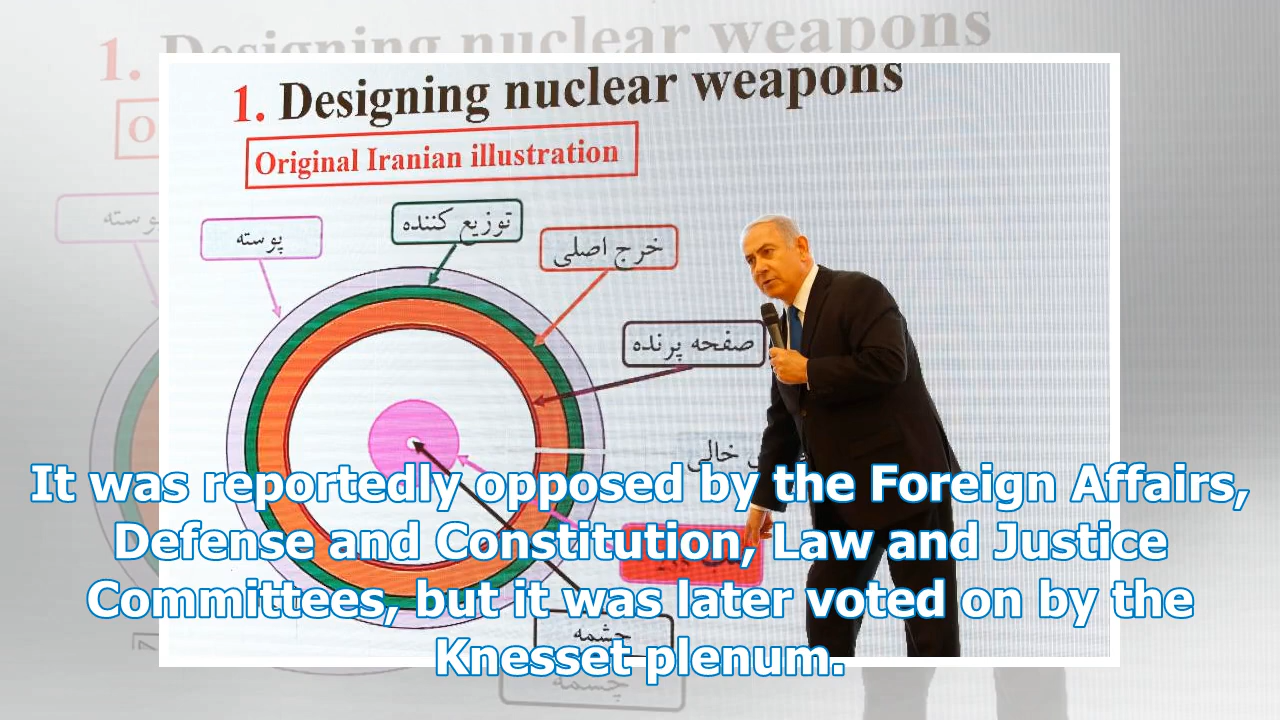 1. Designing nuclear weapons
Original Iranian illustration
پوسته
توزیع کننده
خرج اصلی
صفحه پرنده
خالی
چشمه
It was reportedly opposed by the Foreign Affairs,
Defense and Constitution, Law and Justice
Committees, but it was later voted on by the
Knesset plenum.